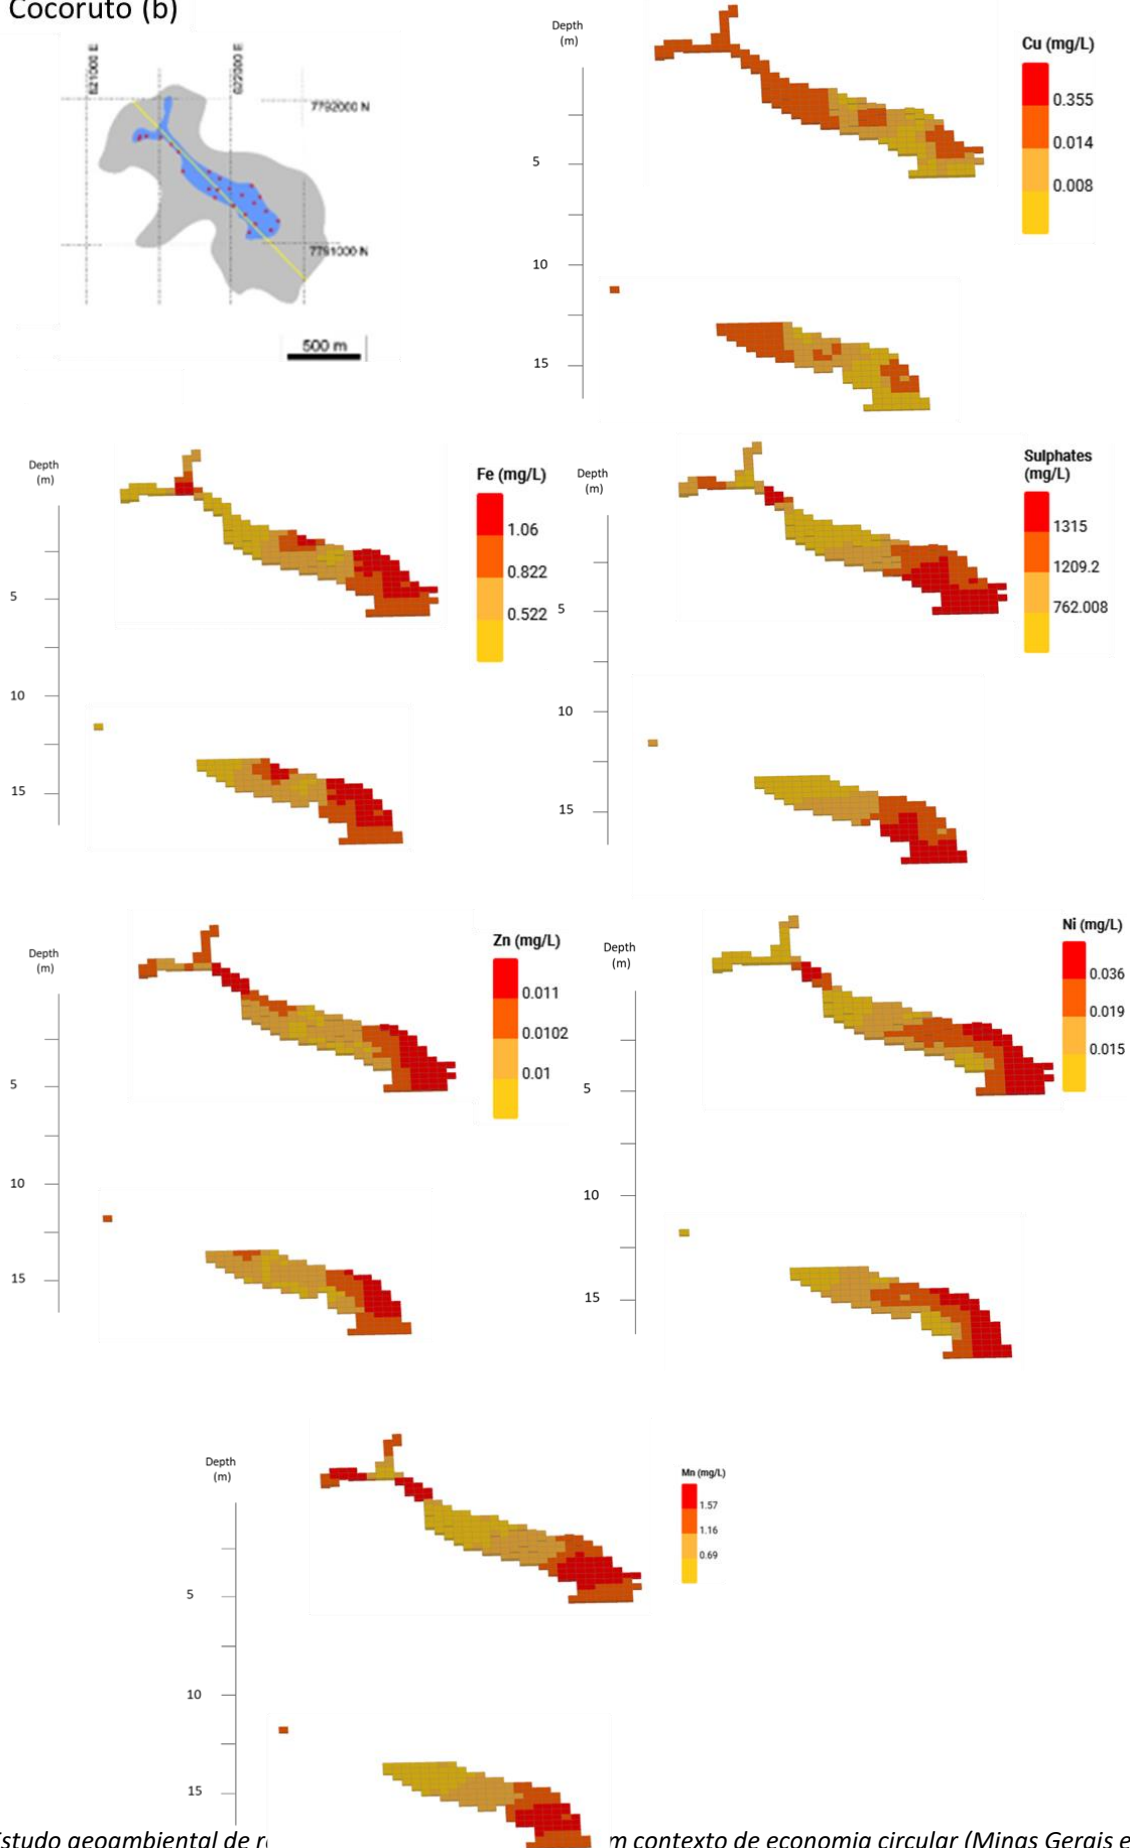 Cocoruto (b)
621000 E
622000 E
7792000 N
7791000 N
500 m
Depth
(m)
5
10
15
Cu (mg/L)
0.355
0.014
0.008
Depth
(m)
5
10
15
Fe (mg/L)
1.06
0.822
0.522
Depth
(m)
5
10
15
Sulphates
(mg/L)
1315
1209.2
762.008
Depth
(m)
5
10
15
Zn (mg/L)
0.011
0.0102
0.01
Depth
(m)
5
10
15
Ni (mg/L)
0.036
0.019
0.015
Depth
(m)
5
10
15
Mn (mg/L)
1.57
1.16
0.69
studo geoambiental de m contexto de economia circular (Minas Gerais e